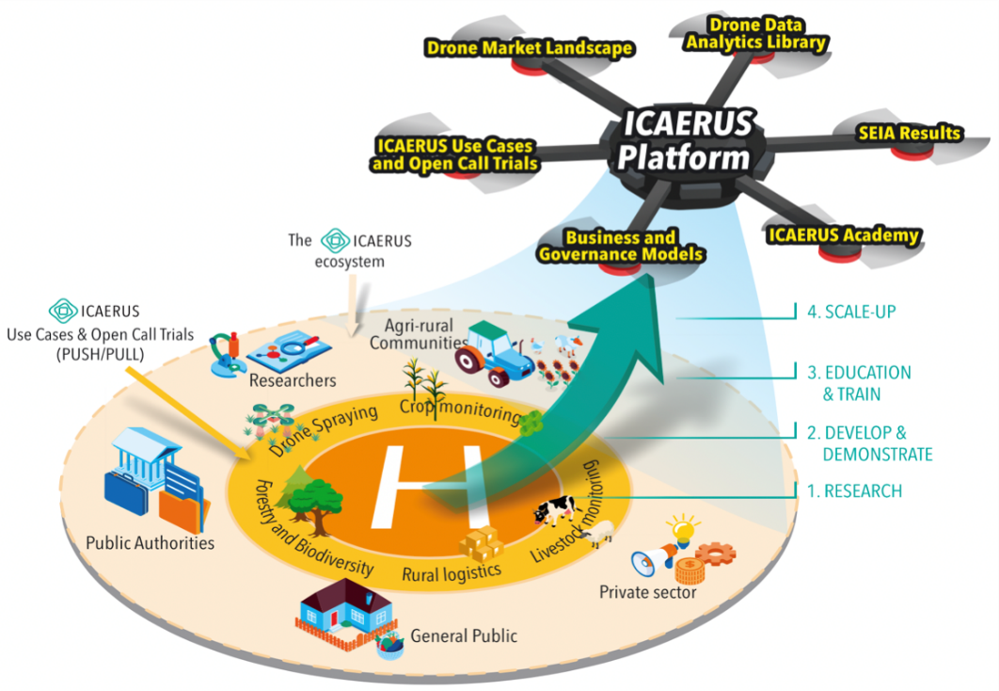 Drone Market Landscape
Drone Data
Analytics Library
ICAERUS
Platform
ICAERUS Use Cases
and Open Call Trials
SEIA Results
Business and
Governance Models
ICAERUS Academy
The ICAERUS
ecosystem
ICAERUS
Use Cases & Open Call Trials
(PUSH/PULL)
4. SCALE-UP
3. EDUCATION
& TRAIN
2. DEVELOP &
DEMONSTRATE
1. RESEARCH
Agri-rural
Communities
Researchers
Public Authorities
General Public
Private sector
Drone Spraying
Crop monitoring
Forestry and Biodiversity
Rural logistics
Livestock monitoring
H